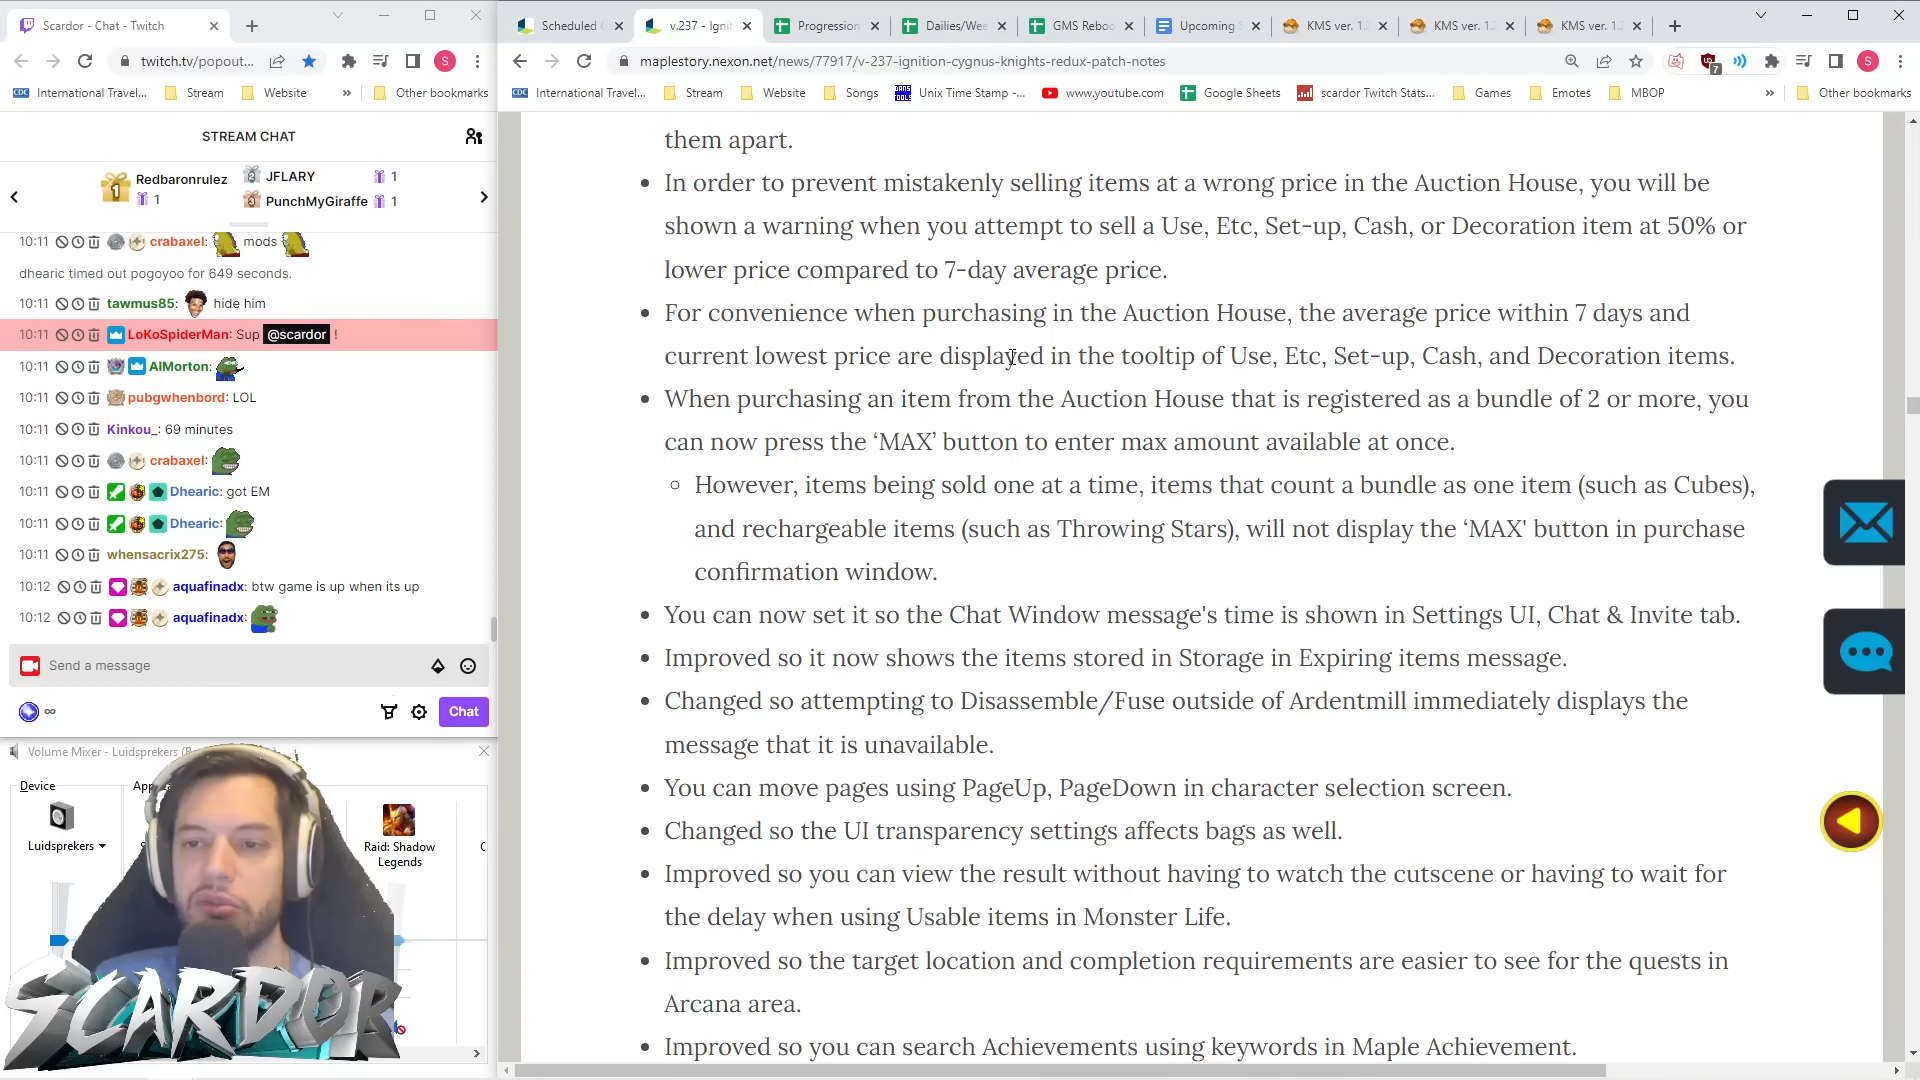 Scardor - Chat - Twitch
twitch.tv/popout...
International Travel...
Stream
Website
Other bookmarks
STREAM CHAT
1
Redbaronrulez
1
JFLARY
1
PunchMyGiraffe
1
10:11 crabaxel: mods
dhearic timed out pogoyoo for 649 seconds.
10:11 tawmus85: hide him
10:11 LoKoSpiderMan: Sup @scardor !
10:11 AlMorton:
10:11 pubgwhenbord: LOL
10:11 Kinkou_: 69 minutes
10:11 crabaxel:
10:11 Dhearic: got EM
10:11 Dhearic:
10:11 whensacrix275:
10:12 aquafinadx: btw game is up when its up
10:12 aquafinadx:
Send a message
Chat
Volume Mixer - Luidsprekers
Device
Luidsprekers
Raid: Shadow
Legends
SCARDOR
Scheduled
v.237 - Ignit
Progression
Dailies/Wee
GMS Reboo
Upcoming S
KMS ver. 1.2
KMS ver. 1.2
KMS ver. 1.2
maplestory.nexon.net/news/77917/v-237-ignition-cygnus-knights-redux-patch-notes
7
S
International Travel...
Stream
Website
Songs
Unix Time Stamp -...
www.youtube.com
Google Sheets
scardor Twitch Stats...
Games
Emotes
MBOP
Other bookmarks
them apart.
In order to prevent mistakenly selling items at a wrong price in the Auction House, you will be
shown a warning when you attempt to sell a Use, Etc, Set-up, Cash, or Decoration item at 50% or
lower price compared to 7-day average price.
For convenience when purchasing in the Auction House, the average price within 7 days and
current lowest price are displayed in the tooltip of Use, Etc, Set-up, Cash, and Decoration items.
When purchasing an item from the Auction House that is registered as a bundle of 2 or more, you
can now press the ‘MAX’ button to enter max amount available at once.
However, items being sold one at a time, items that count a bundle as one item (such as Cubes),
and rechargeable items (such as Throwing Stars), will not display the ‘MAX' button in purchase
confirmation window.
You can now set it so the Chat Window message's time is shown in Settings UI, Chat & Invite tab.
Improved so it now shows the items stored in Storage in Expiring items message.
Changed so attempting to Disassemble/Fuse outside of Ardentmill immediately displays the
message that it is unavailable.
You can move pages using PageUp, PageDown in character selection screen.
Changed so the UI transparency settings affects bags as well.
Improved so you can view the result without having to watch the cutscene or having to wait for
the delay when using Usable items in Monster Life.
Improved so the target location and completion requirements are easier to see for the quests in
Arcana area.
Improved so you can search Achievements using keywords in Maple Achievement.